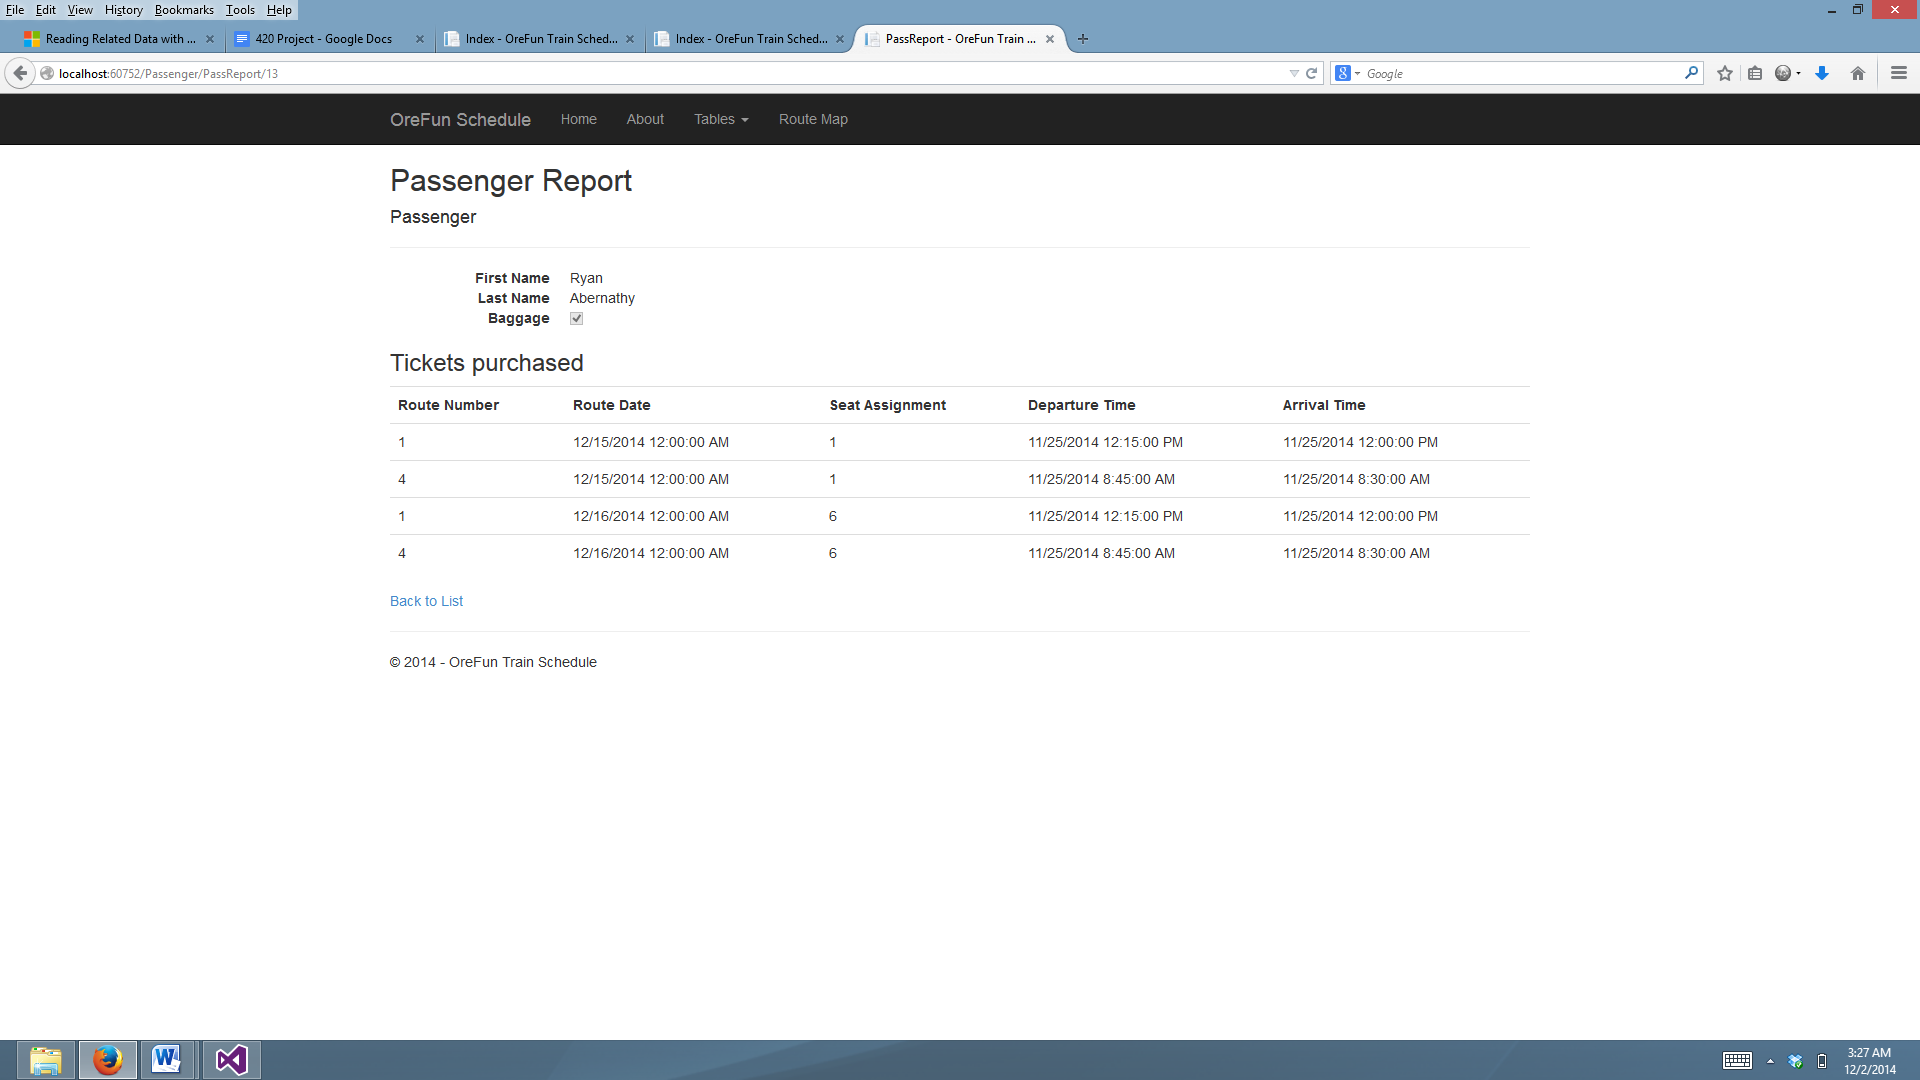 File Edit View History Bookmarks Tools Help
Reading Related Data with ... 420 Project - Google Docs Index - OreFun Train Sched... Index - OreFun Train Sched... PassReport - OreFun Train ...
localhost:60752/Passenger/PassReport/13 Google
OreFun Schedule Home About Tables Route Map
Passenger Report
Passenger
First Name Ryan
Last Name Abernathy
Baggage
Tickets purchased
Route Number Route Date Seat Assignment Departure Time Arrival Time
1 12/15/2014 12:00:00 AM 1 11/25/2014 12:15:00 PM 11/25/2014 12:00:00 PM
4 12/15/2014 12:00:00 AM 1 11/25/2014 8:45:00 AM 11/25/2014 8:30:00 AM
1 12/16/2014 12:00:00 AM 6 11/25/2014 12:15:00 PM 11/25/2014 12:00:00 PM
4 12/16/2014 12:00:00 AM 6 11/25/2014 8:45:00 AM 11/25/2014 8:30:00 AM
Back to List
© 2014 - OreFun Train Schedule
3:27 AM
12/2/2014